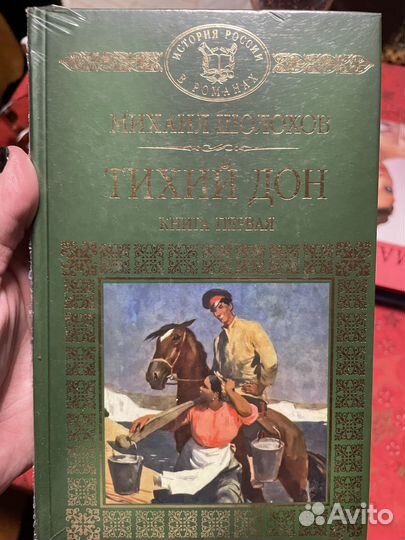 ИСТОРИЯ РОССИИ
В РОМАНАХ
МИХАИЛ ШОЛОХОВ
ТИХИЙ ДОН
КНИГА ПЕРВАЯ
Avito